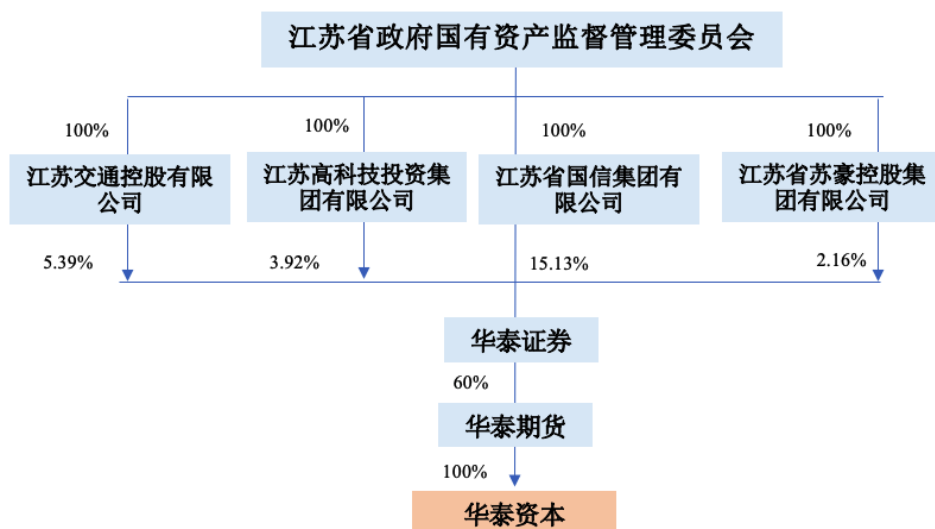 江苏省政府国有资产监督管理委员会
100%
100%
100%
100%
江苏交通控股有限
公司
江苏高科技投资集
团有限公司
江苏省国信集团有
限公司
江苏省苏豪控股集
团有限公司
5.39%
3.92%
15.13%
2.16%
华泰证券
60%
华泰期货
100%
华泰资本